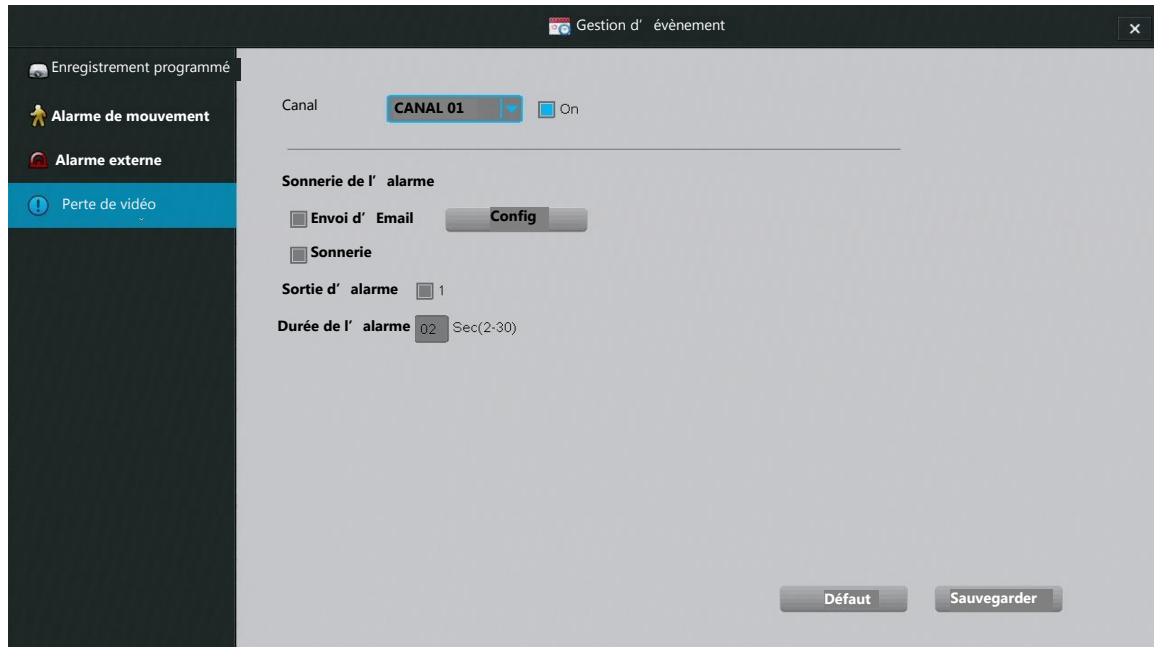 Gestion d’ évènement
Enregistrement programmé
Alarme de mouvement
Alarme externe
Perte de vidéo
Canal CANAL 01 On
Sonnerie de l’ alarme
Envoi d’ Email Config
Sonnerie
Sortie d’ alarme 1
Durée de l’ alarme 02 Sec(2-30)
Défaut Sauvegarder